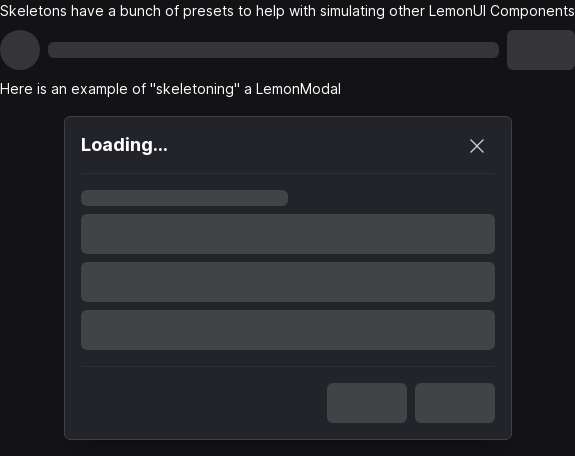 Skeletons have a bunch of presets to help with simulating other LemonUI Components
Here is an example of "skeletoning" a LemonModal
Loading...